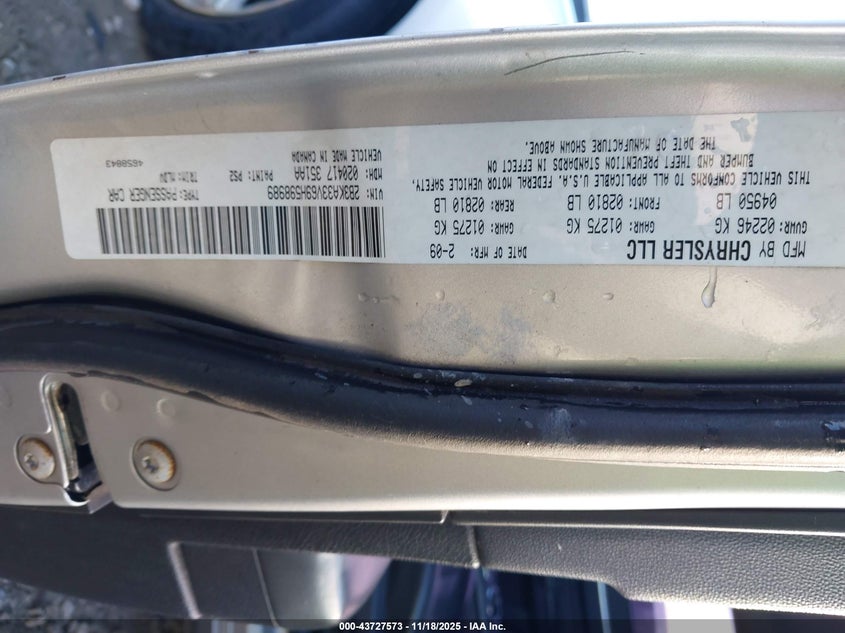 MFD BY CHRYSLER LLC
DATE OF MFR: 2-09
GVWR: 02246 KG
04950 LB
GAWR: 01275 KG
FRONT: 02810 LB
GAWR: 01275 KG
REAR: 02810 LB
THIS VEHICLE CONFORMS TO ALL APPLICABLE U.S.A. FEDERAL MOTOR VEHICLE SAFETY,
BUMPER AND THEFT PREVENTION STANDARDS IN EFFECT ON
THE DATE OF MANUFACTURE SHOWN ABOVE.
VIN: 2B3KA33V69H598989
TYPE: PASSENGER CAR
MDH: 020417 351AA
PAINT: PS2
TRIM: MLDV
VEHICLE MADE IN CANADA
4658843
000-43727573 — 11/18/2025 - IAA Inc.